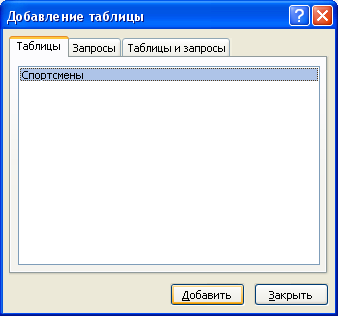 Добавление таблицы
Таблицы Запросы Таблицы и запросы
Спортсмены
Добавить Закрыть